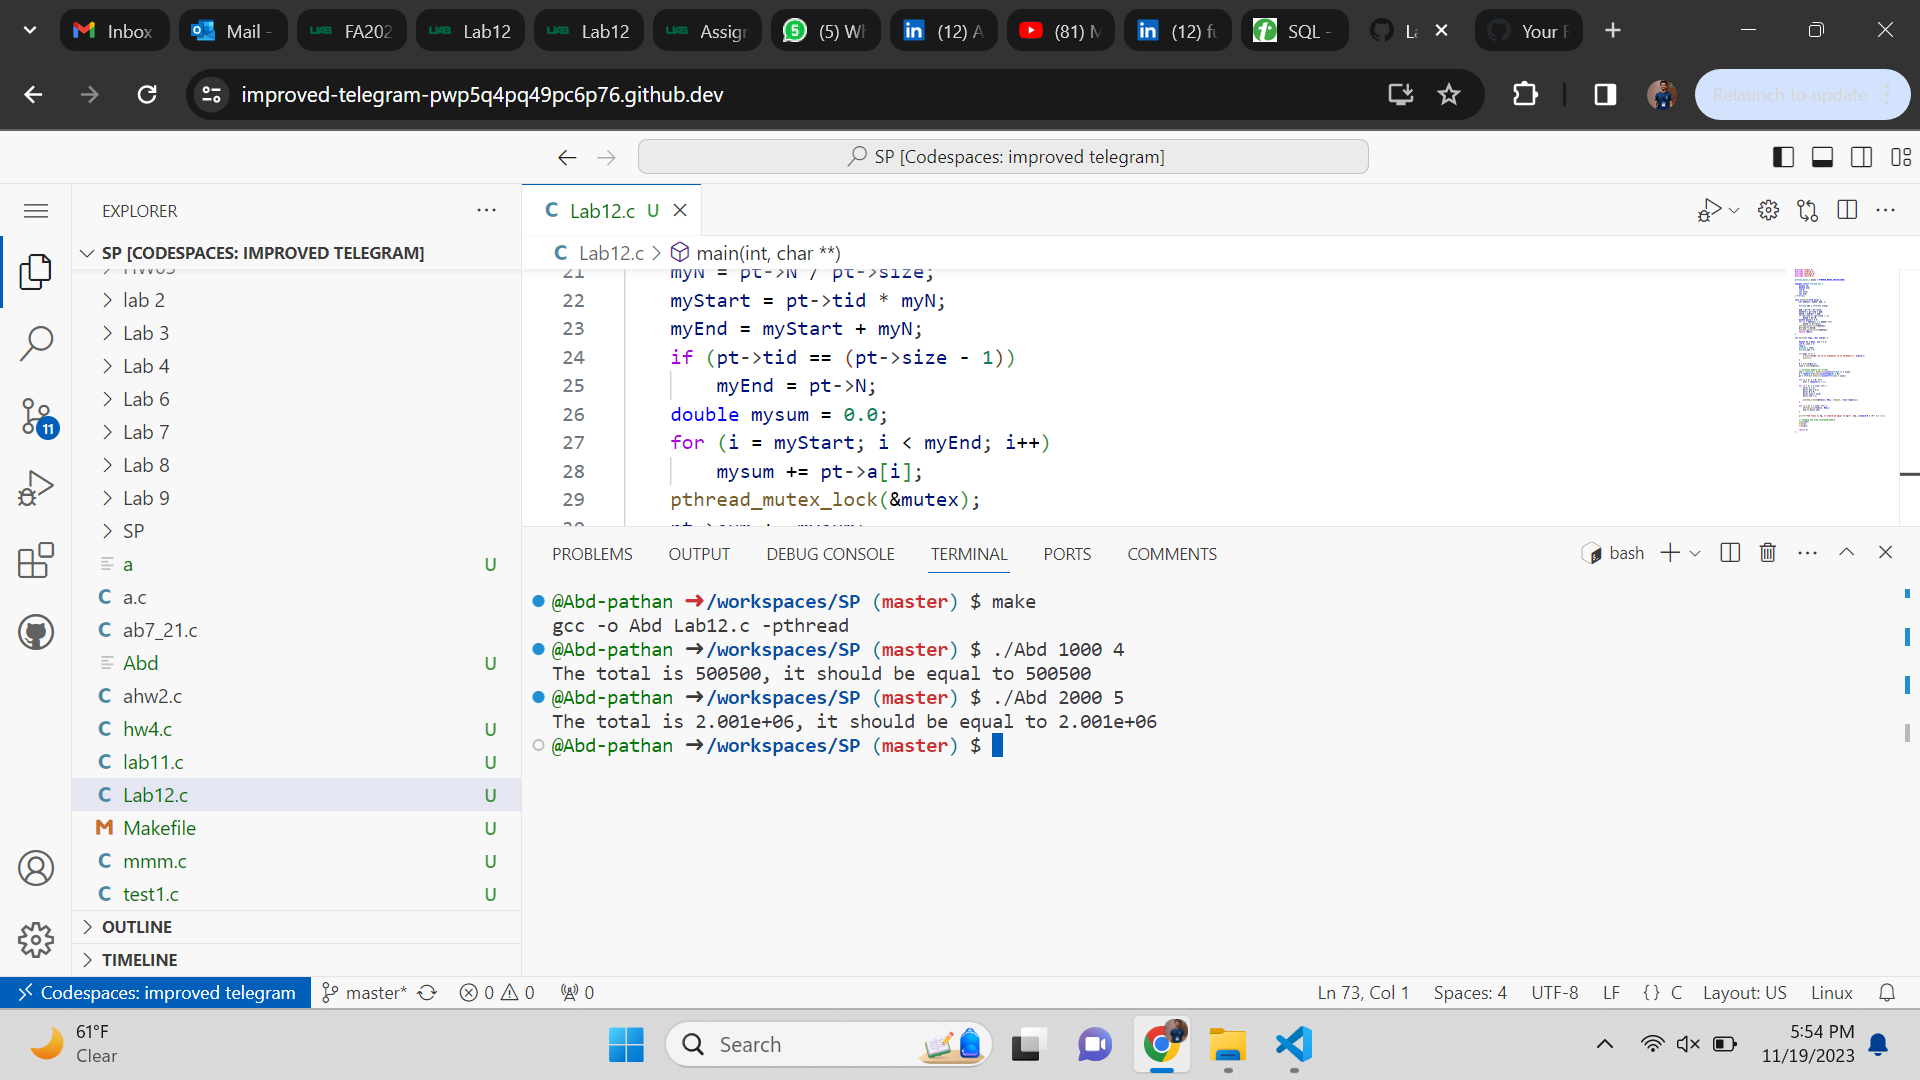 Inbox
Mail -
FA202
Lab12
Lab12
Assign
(5) Wh
(12) A
(81) M
(12) fu
SQL -
La
Your R
improved-telegram-pwp5q4pq49pc6p76.github.dev
Relaunch to update
SP [Codespaces: improved telegram]
EXPLORER
SP [CODESPACES: IMPROVED TELEGRAM]
HW03
lab 2
Lab 3
Lab 4
Lab 6
Lab 7
Lab 8
Lab 9
SP
a U
a.c
ab7_21.c
Abd U
ahw2.c
hw4.c U
lab11.c U
Lab12.c U
Makefile U
mmm.c U
test1.c U
OUTLINE
TIMELINE
11
Lab12.c U
Lab12.c > main(int, char **)
21 myN = pt->N / pt->size;
22 myStart = pt->tid * myN;
23 myEnd = myStart + myN;
24 if (pt->tid == (pt->size - 1))
25 myEnd = pt->N;
26 double mysum = 0.0;
27 for (i = myStart; i < myEnd; i++)
28 mysum += pt->a[i];
29 pthread_mutex_lock(&mutex);
PROBLEMS OUTPUT DEBUG CONSOLE TERMINAL PORTS COMMENTS
bash
@Abd-pathan ➜/workspaces/SP (master) $ make
gcc -o Abd Lab12.c -pthread
@Abd-pathan ➜/workspaces/SP (master) $ ./Abd 1000 4
The total is 500500, it should be equal to 500500
@Abd-pathan ➜/workspaces/SP (master) $ ./Abd 2000 5
The total is 2.001e+06, it should be equal to 2.001e+06
@Abd-pathan ➜/workspaces/SP (master) $
Codespaces: improved telegram master* 0 0 0
Ln 73, Col 1 Spaces: 4 UTF-8 LF {} C Layout: US Linux
61°F
Clear
Search
5:54 PM
11/19/2023